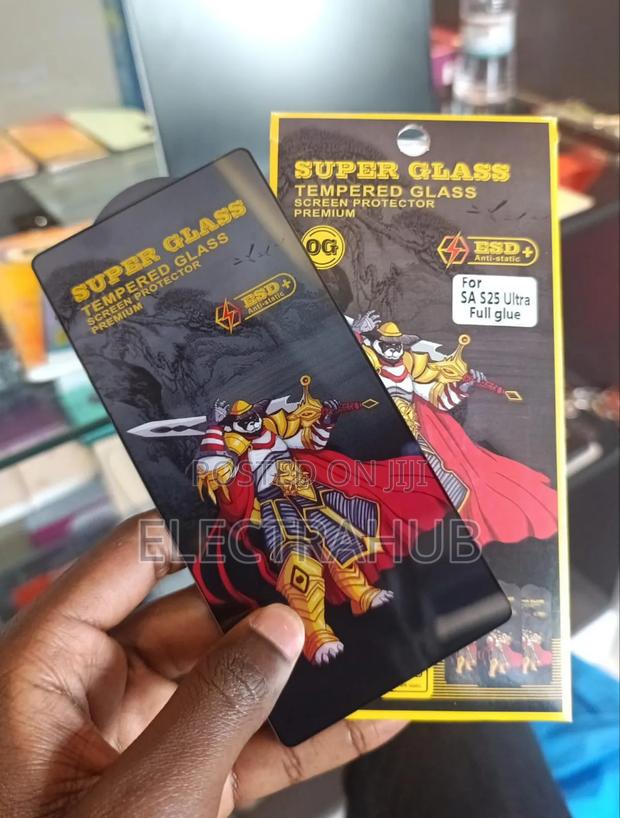 SUPER GLASS
TEMPERED GLASS
SCREEN PROTECTOR
PREMIUM
OG
ESD+
Anti-static
For
SA S25 Ultra
Full glue
SUPER GLASS
TEMPERED GLASS
SCREEN PROTECTOR
PREMIUM
ESD+
Anti-static
POSTED ON JIJI
ELECTRAHUB